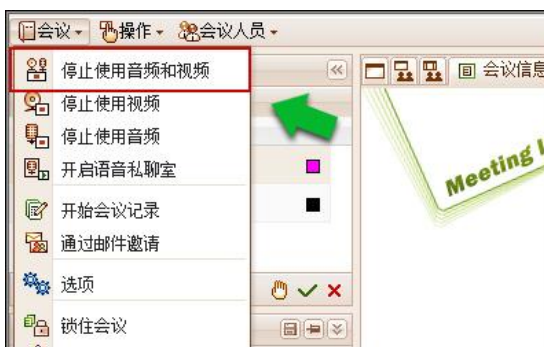 会议 操作 会议人员
停止使用音频和视频
会议信息
停止使用视频
停止使用音频
开启语音私聊室
Meeting
开始会议记录
通过邮件邀请
选项
锁住会议